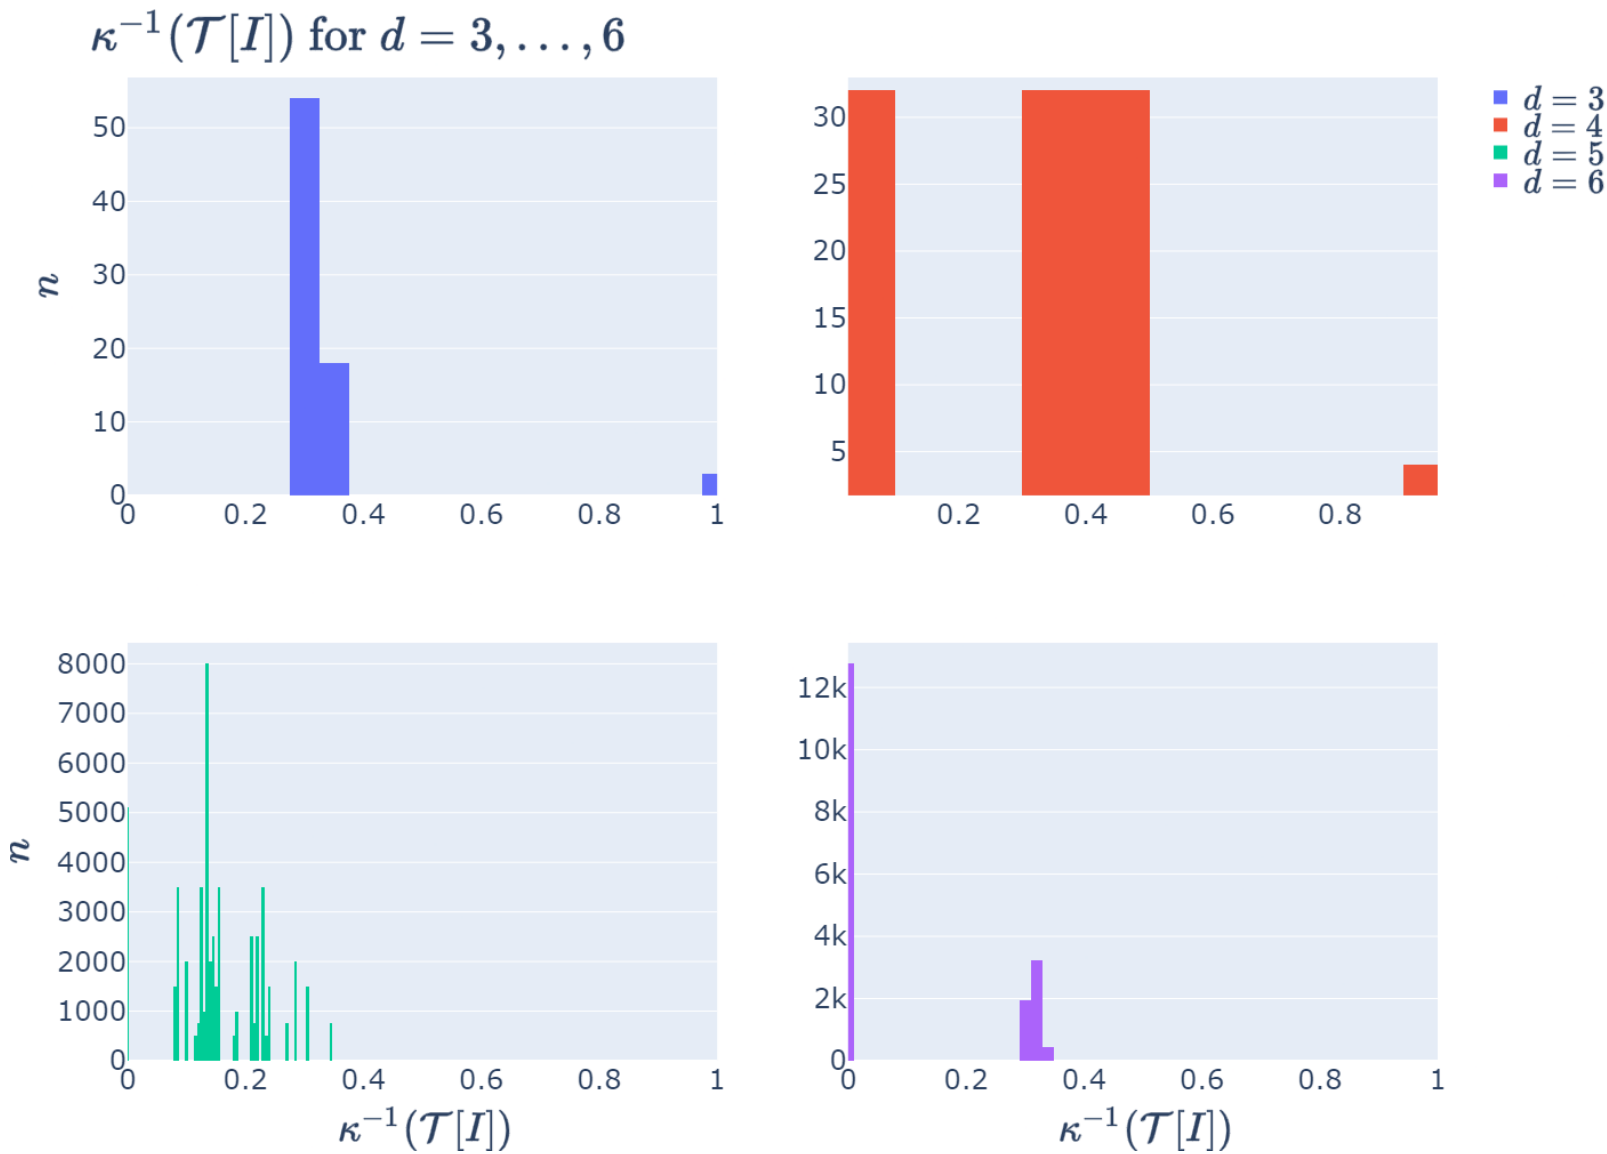 κ⁻¹(𝒯[I]) for d = 3, . . . , 6
50
40
30
20
10
0
n
0 0.2 0.4 0.6 0.8 1
30
25
20
15
10
5
0.2 0.4 0.6 0.8
d = 3
d = 4
d = 5
d = 6
8000
7000
6000
5000
4000
3000
2000
1000
0
n
0 0.2 0.4 0.6 0.8 1
κ⁻¹(𝒯[I])
12k
10k
8k
6k
4k
2k
0
0 0.2 0.4 0.6 0.8 1
κ⁻¹(𝒯[I])